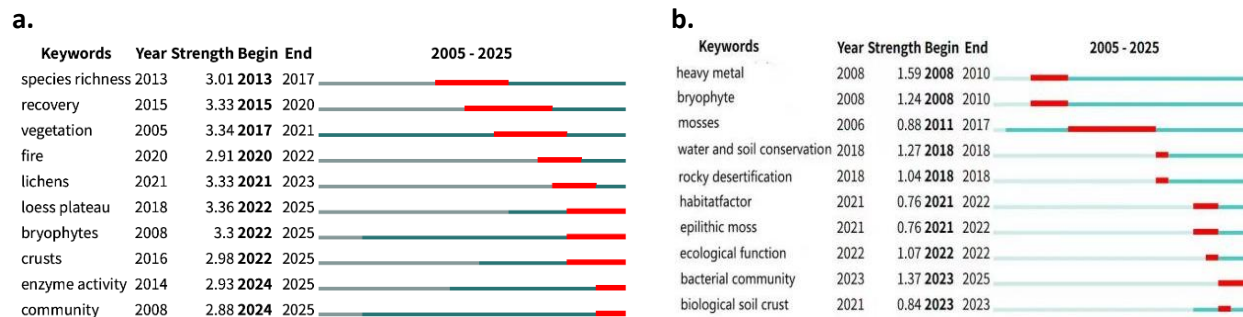 a.
Keywords Year Strength Begin End 2005 - 2025
species richness 2013 3.01 2013 2017
recovery 2015 3.33 2015 2020
vegetation 2005 3.34 2017 2021
fire 2020 2.91 2020 2022
lichens 2021 3.33 2021 2023
loess plateau 2018 3.36 2022 2025
bryophytes 2008 3.3 2022 2025
crusts 2016 2.98 2022 2025
enzyme activity 2014 2.93 2024 2025
community 2008 2.88 2024 2025
b.
Keywords Year Strength Begin End 2005 - 2025
heavy metal 2008 1.59 2008 2010
bryophyte 2008 1.24 2008 2010
mosses 2006 0.88 2011 2017
water and soil conservation 2018 1.27 2018 2018
rocky desertification 2018 1.04 2018 2018
habitatfactor 2021 0.76 2021 2022
epilithic moss 2021 0.76 2021 2022
ecological function 2022 1.07 2022 2022
bacterial community 2023 1.37 2023 2025
biological soil crust 2021 0.84 2023 2023